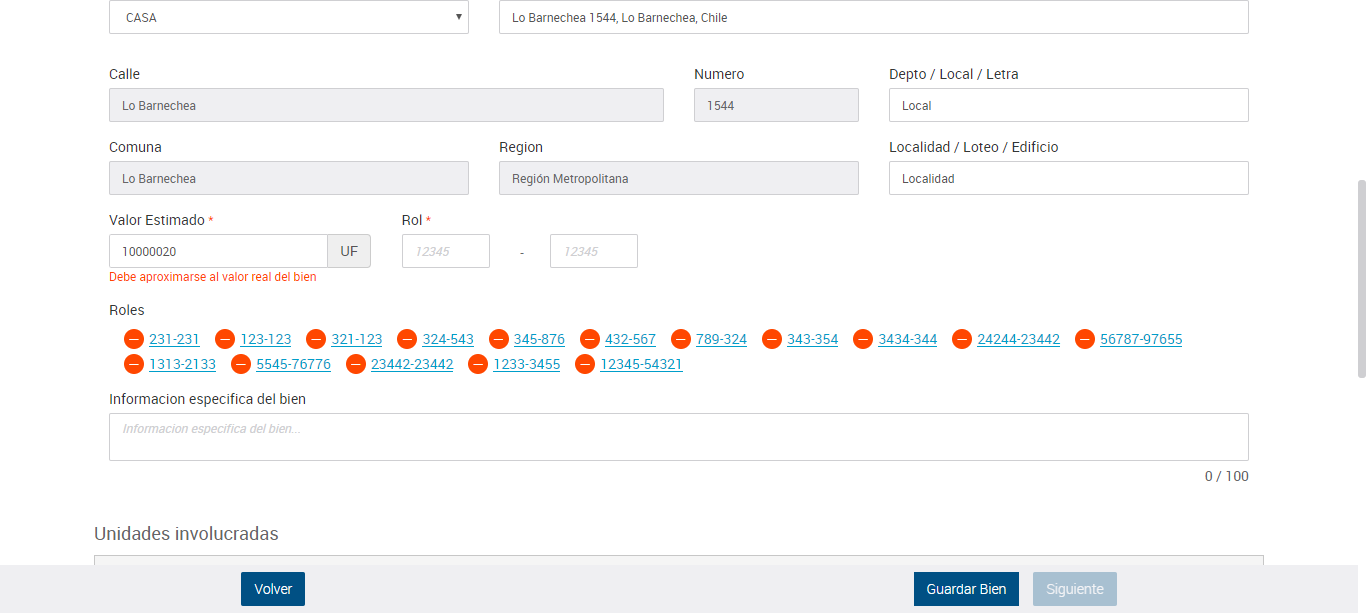 CASA Lo Barnechea 1544, Lo Barnechea, Chile
Calle Numero Depto / Local / Letra
Lo Barnechea 1544 Local
Comuna Region Localidad / Loteo / Edificio
Lo Barnechea Región Metropolitana Localidad
Valor Estimado * Rol *
10000020 UF 12345 - 12345
Debe aproximarse al valor real del bien
Roles
231-231 123-123 321-123 324-543 345-876 432-567 789-324 343-354 3434-344 24244-23442 56787-97655
1313-2133 5545-76776 23442-23442 1233-3455 12345-54321
Informacion especifica del bien
Informacion especifica del bien...
0 / 100
Unidades involucradas
Volver Guardar Bien Siguiente